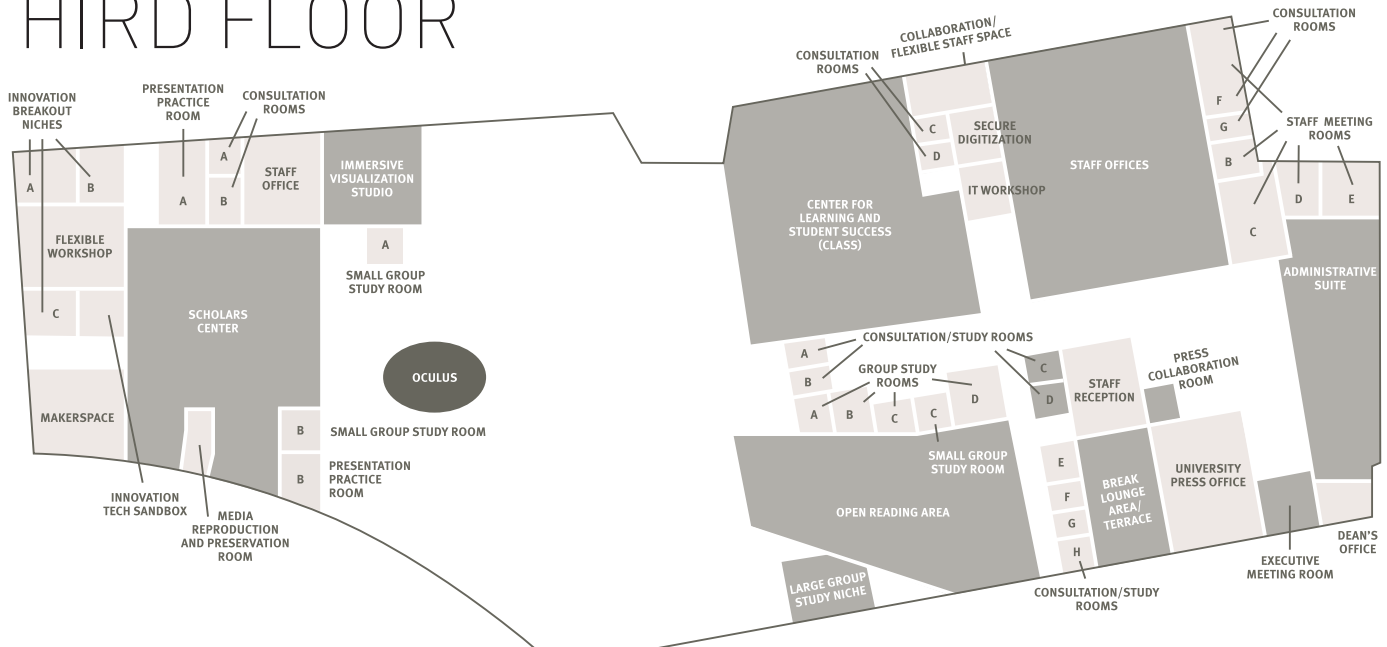 HIRD FLOOR
INNOVATION
BREAKOUT
NICHES
PRESENTATION
PRACTICE
ROOM
CONSULTATION
ROOMS
A
B
A
A
B
STAFF
OFFICE
IMMERSIVE
VISUALIZATION
STUDIO
FLEXIBLE
WORKSHOP
A
SMALL GROUP
STUDY ROOM
C
SCHOLARS
CENTER
OCULUS
MAKERSPACE
B
SMALL GROUP STUDY ROOM
B
PRESENTATION
PRACTICE
ROOM
INNOVATION
TECH SANDBOX
MEDIA
REPRODUCTION
AND PRESERVATION
ROOM
CONSULTATION
ROOMS
COLLABORATION/
FLEXIBLE STAFF SPACE
C
D
SECURE
DIGITIZATION
IT WORKSHOP
STAFF OFFICES
CONSULTATION
ROOMS
F
G
STAFF MEETING
ROOMS
B
C
D
E
CENTER FOR
LEARNING AND
STUDENT SUCCESS
(CLASS)
ADMINISTRATIVE
SUITE
CONSULTATION/STUDY ROOMS
A
B
GROUP STUDY
ROOMS
A
B
C
C
D
SMALL GROUP
STUDY ROOM
C
D
STAFF
RECEPTION
PRESS
COLLABORATION
ROOM
OPEN READING AREA
E
F
G
H
BREAK
LOUNGE
AREA/
TERRACE
UNIVERSITY
PRESS OFFICE
LARGE GROUP
STUDY NICHE
CONSULTATION/STUDY
ROOMS
EXECUTIVE
MEETING ROOM
DEAN'S
OFFICE